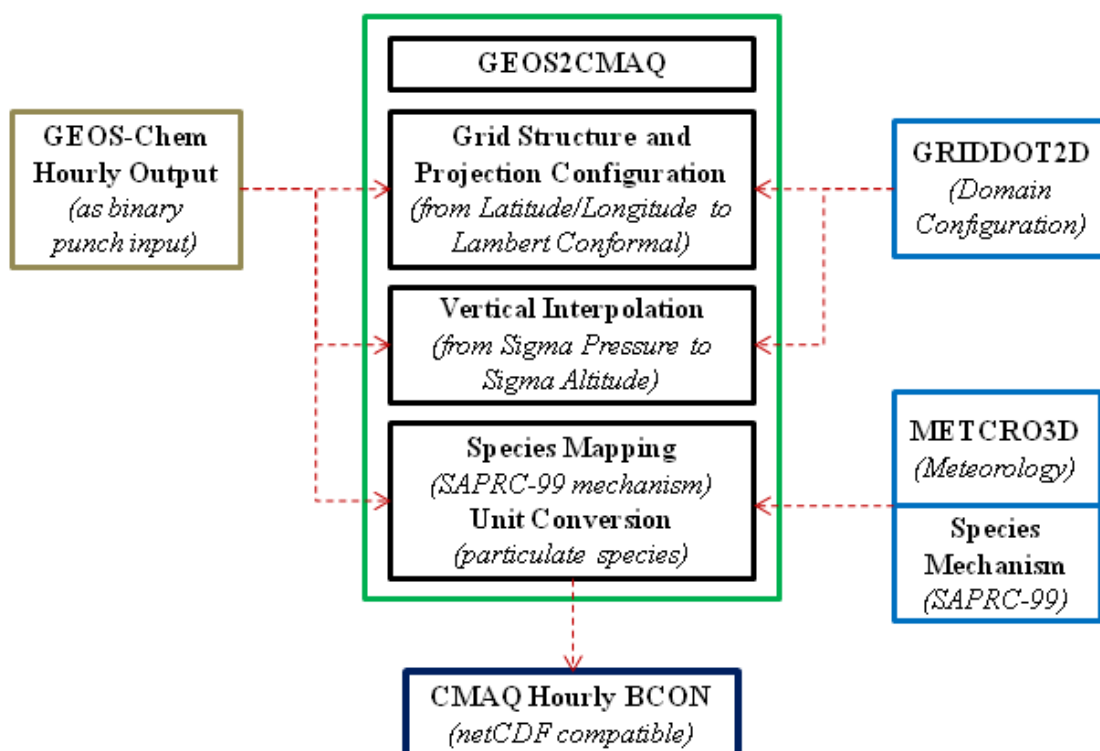 GEOS2CMAQ
GEOS-Chem
Hourly Output
(as binary
punch input)
Grid Structure and
Projection Configuration
(from Latitude/Longitude to
Lambert Conformal)
GRIDDOT2D
(Domain
Configuration)
Vertical Interpolation
(from Sigma Pressure to
Sigma Altitude)
Species Mapping
(SAPRC-99 mechanism)
Unit Conversion
(particulate species)
METCRO3D
(Meteorology)
Species
Mechanism
(SAPRC-99)
CMAQ Hourly BCON
(netCDF compatible)